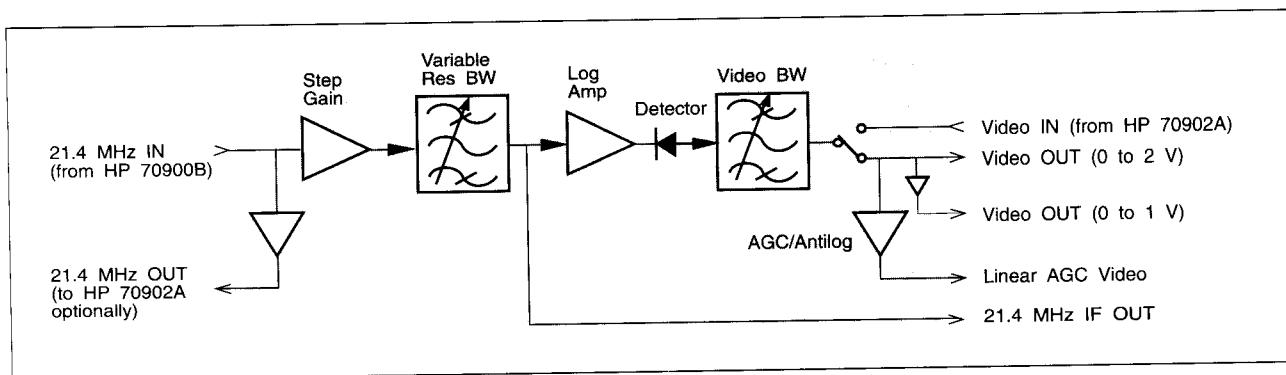 Step
Gain
Variable
Res BW
Log
Amp
Detector
Video BW
21.4 MHz IN
(from HP 70900B)
21.4 MHz OUT
(to HP 70902A
optionally)
AGC/Antilog
Video IN (from HP 70902A)
Video OUT (0 to 2 V)
Video OUT (0 to 1 V)
Linear AGC Video
21.4 MHz IF OUT